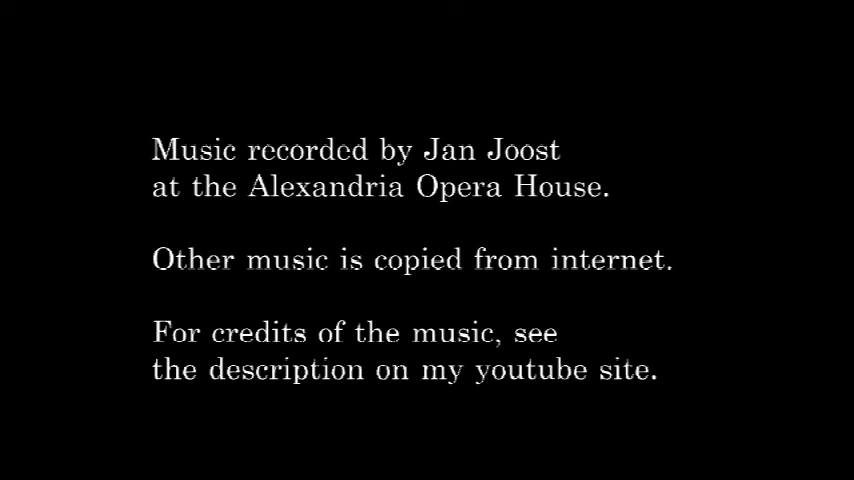 Music recorded by Jan Joost
at the Alexandria Opera House.
Other music is copied from internet.
For credits of the music, see
the description on my youtube site.